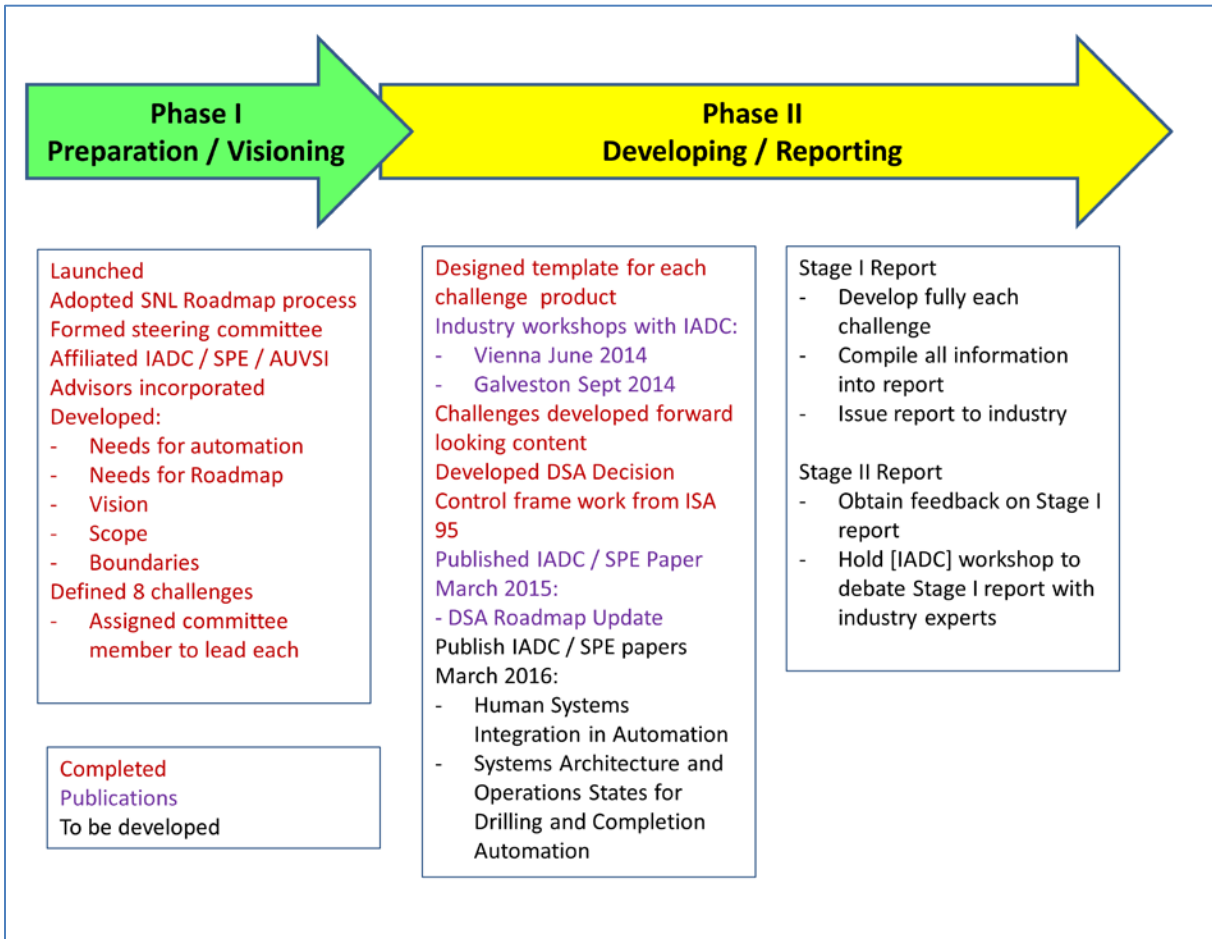 Phase I
Preparation / Visioning
Phase II
Developing / Reporting
Launched
Adopted SNL Roadmap process
Formed steering committee
Affiliated IADC / SPE / AUVSI
Advisors incorporated
Developed:
- Needs for automation
- Needs for Roadmap
- Vision
- Scope
- Boundaries
Defined 8 challenges
- Assigned committee
member to lead each
Completed
Publications
To be developed
Designed template for each
challenge product
Industry workshops with IADC:
- Vienna June 2014
- Galveston Sept 2014
Challenges developed forward
looking content
Developed DSA Decision
Control frame work from ISA
95
Published IADC / SPE Paper
March 2015:
- DSA Roadmap Update
Publish IADC / SPE papers
March 2016:
- Human Systems
Integration in Automation
- Systems Architecture and
Operations States for
Drilling and Completion
Automation
Stage I Report
- Develop fully each
challenge
- Compile all information
into report
- Issue report to industry
Stage II Report
- Obtain feedback on Stage I
report
- Hold [IADC] workshop to
debate Stage I report with
industry experts